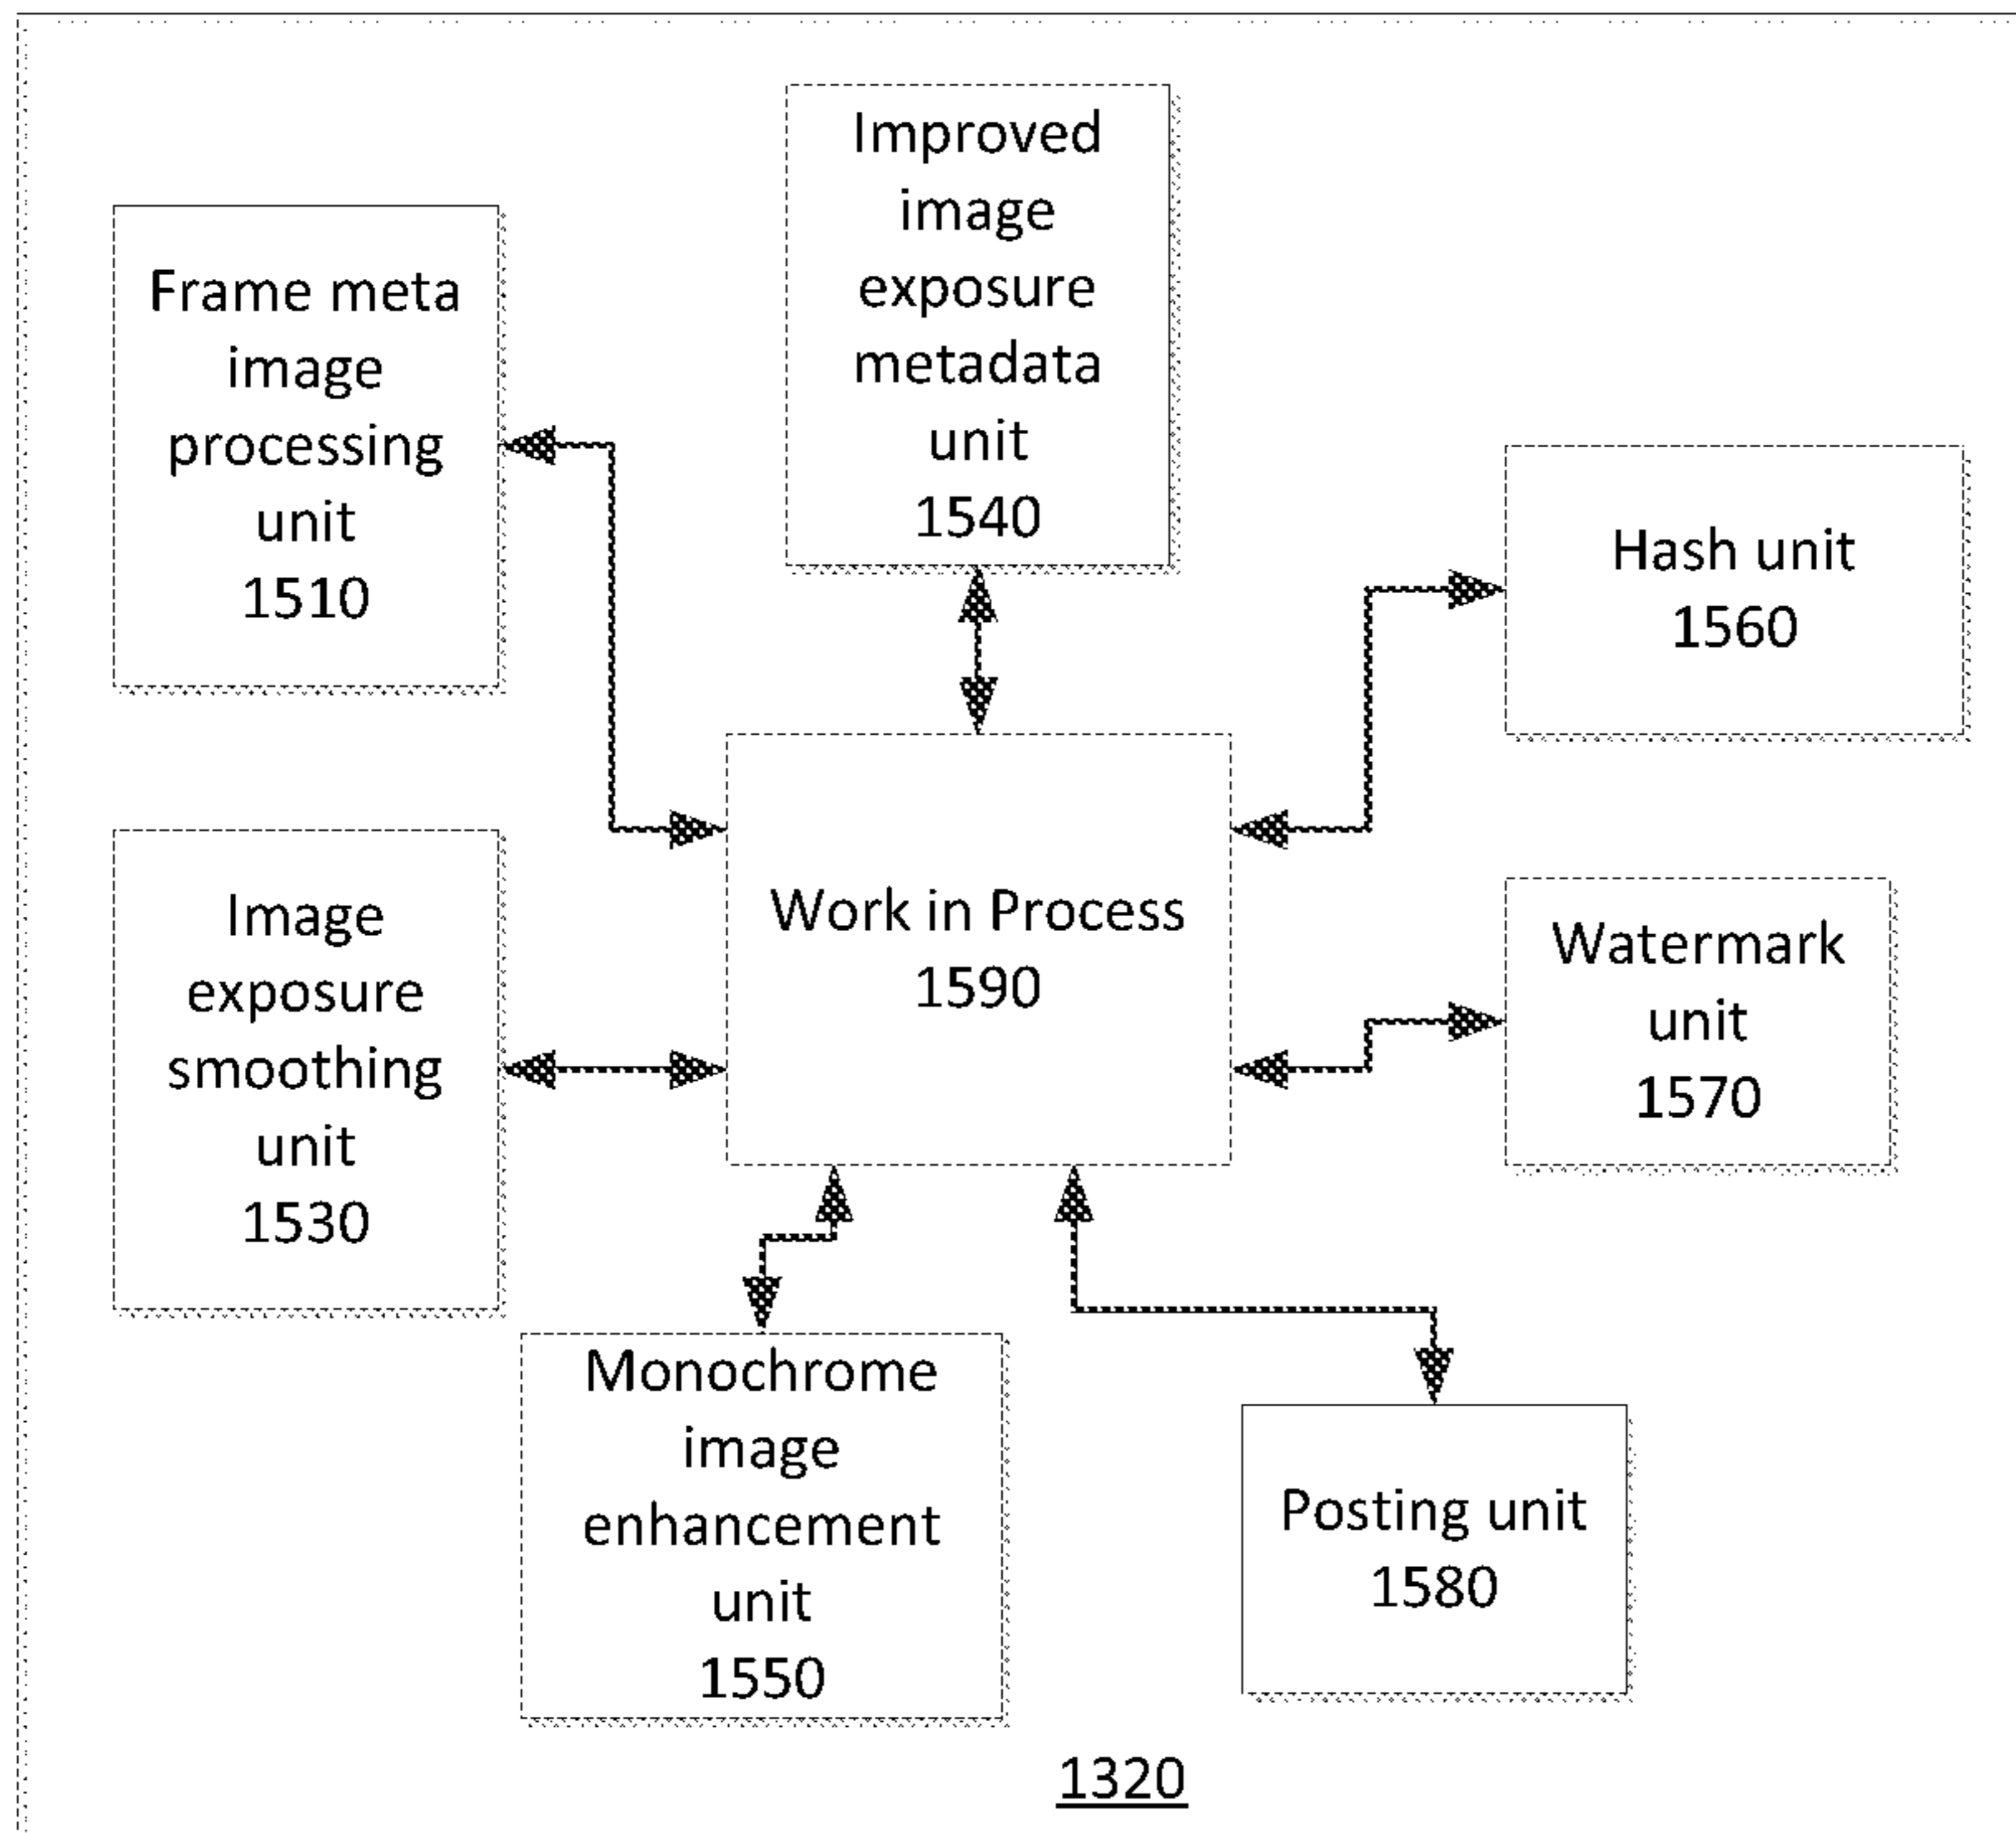 Improved
image
exposure
metadata
unit
1540
Frame meta
image
processing
unit
1510
Hash unit
1560
Work in Process
1590
Image
exposure
smoothing
unit
1530
Watermark
unit
1570
Monochrome
image
enhancement
unit
1550
Posting unit
1580
1320